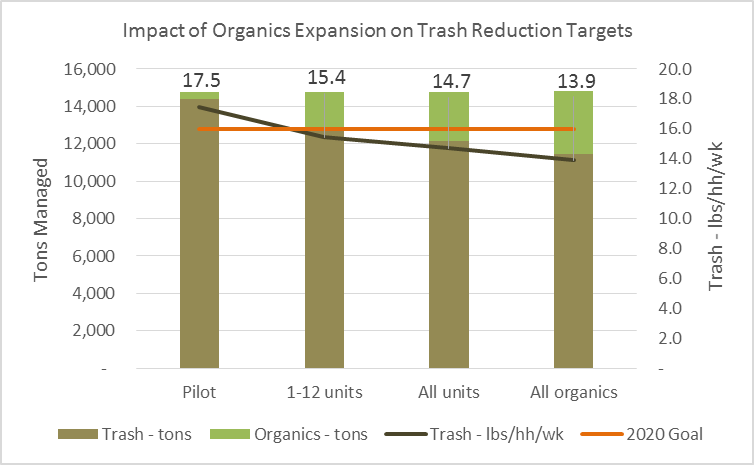 Impact of Organics Expansion on Trash Reduction Targets
16,000
14,000
12,000
10,000
8,000
6,000
4,000
2,000
-
Tons Managed
17.5
15.4
14.7
13.9
20.0
18.0
16.0
14.0
12.0
10.0
8.0
6.0
4.0
2.0
-
Trash - lbs/hh/wk
Pilot
1-12 units
All units
All organics
Trash - tons
Organics - tons
Trash - lbs/hh/wk
2020 Goal